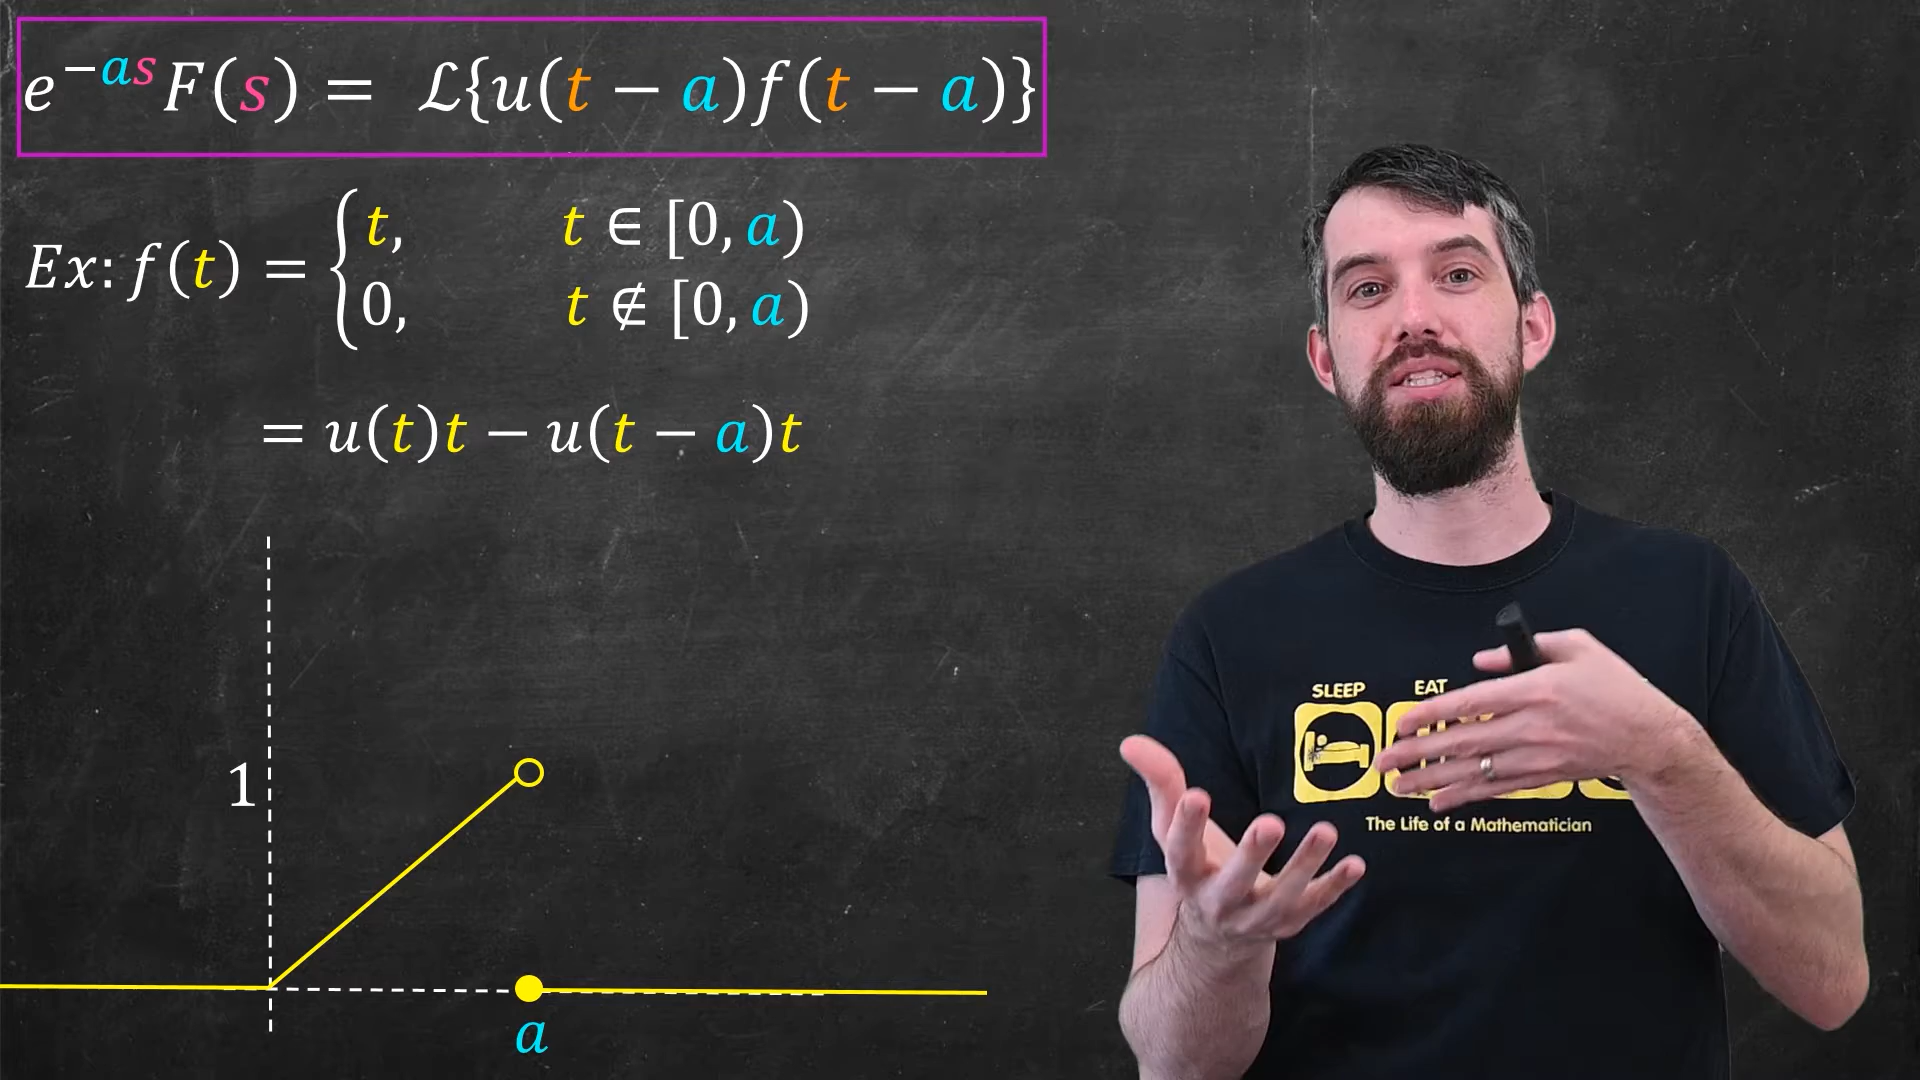 e^{-as}F(s) = ℒ{u(t − a)f(t − a)}
Ex: f(t) = { t, t ∈ [0, a)
0, t ∉ [0, a)
= u(t)t − u(t − a)t
1
a
SLEEP EAT
The Life of a Mathematician